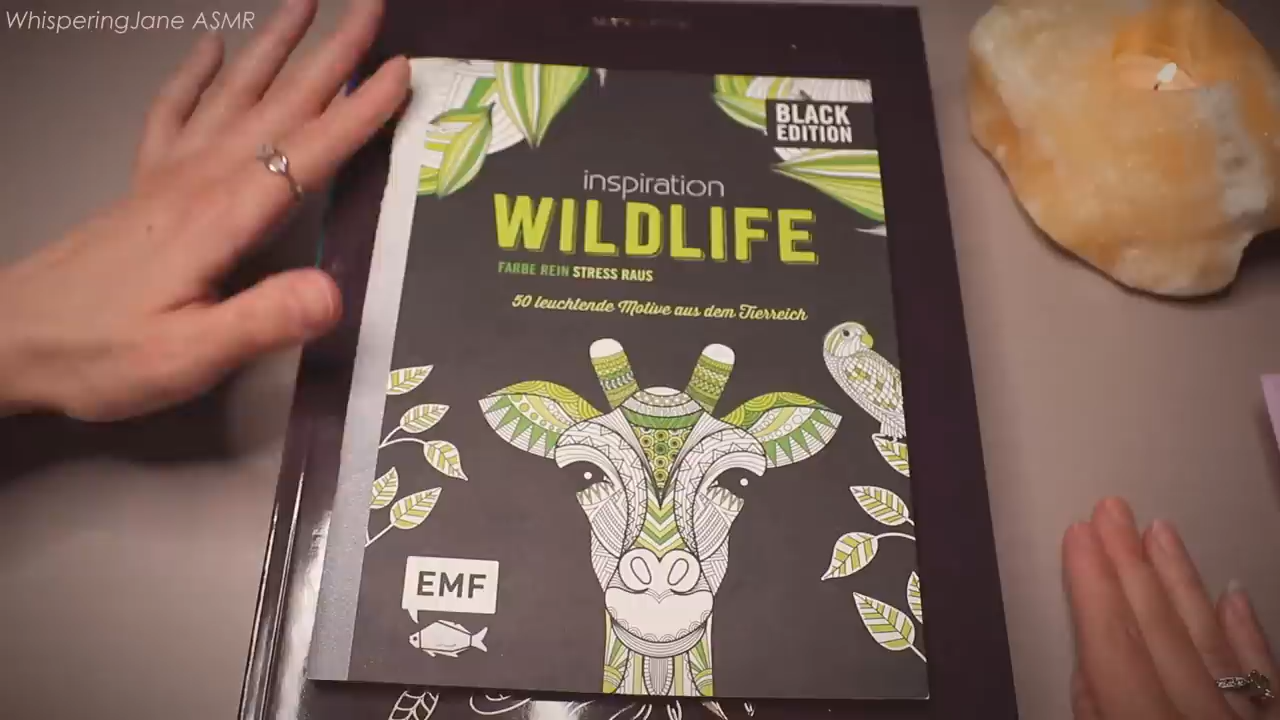 WhisperingJane ASMR
BLACK
EDITION
inspiration
WILDLIFE
FARBE REIN STRESS RAUS
50 leuchtende Motive aus dem Tierreich
EMF